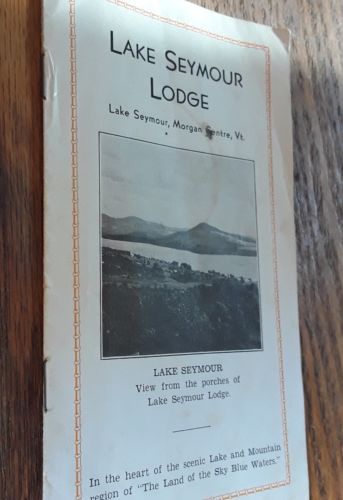 LAKE SEYMOUR
LODGE
Lake Seymour, Morgan Centre, Vt.
LAKE SEYMOUR
View from the porches of
Lake Seymour Lodge.
In the heart of the scenic Lake and Mountain
region of "The Land of the Sky Blue Waters."